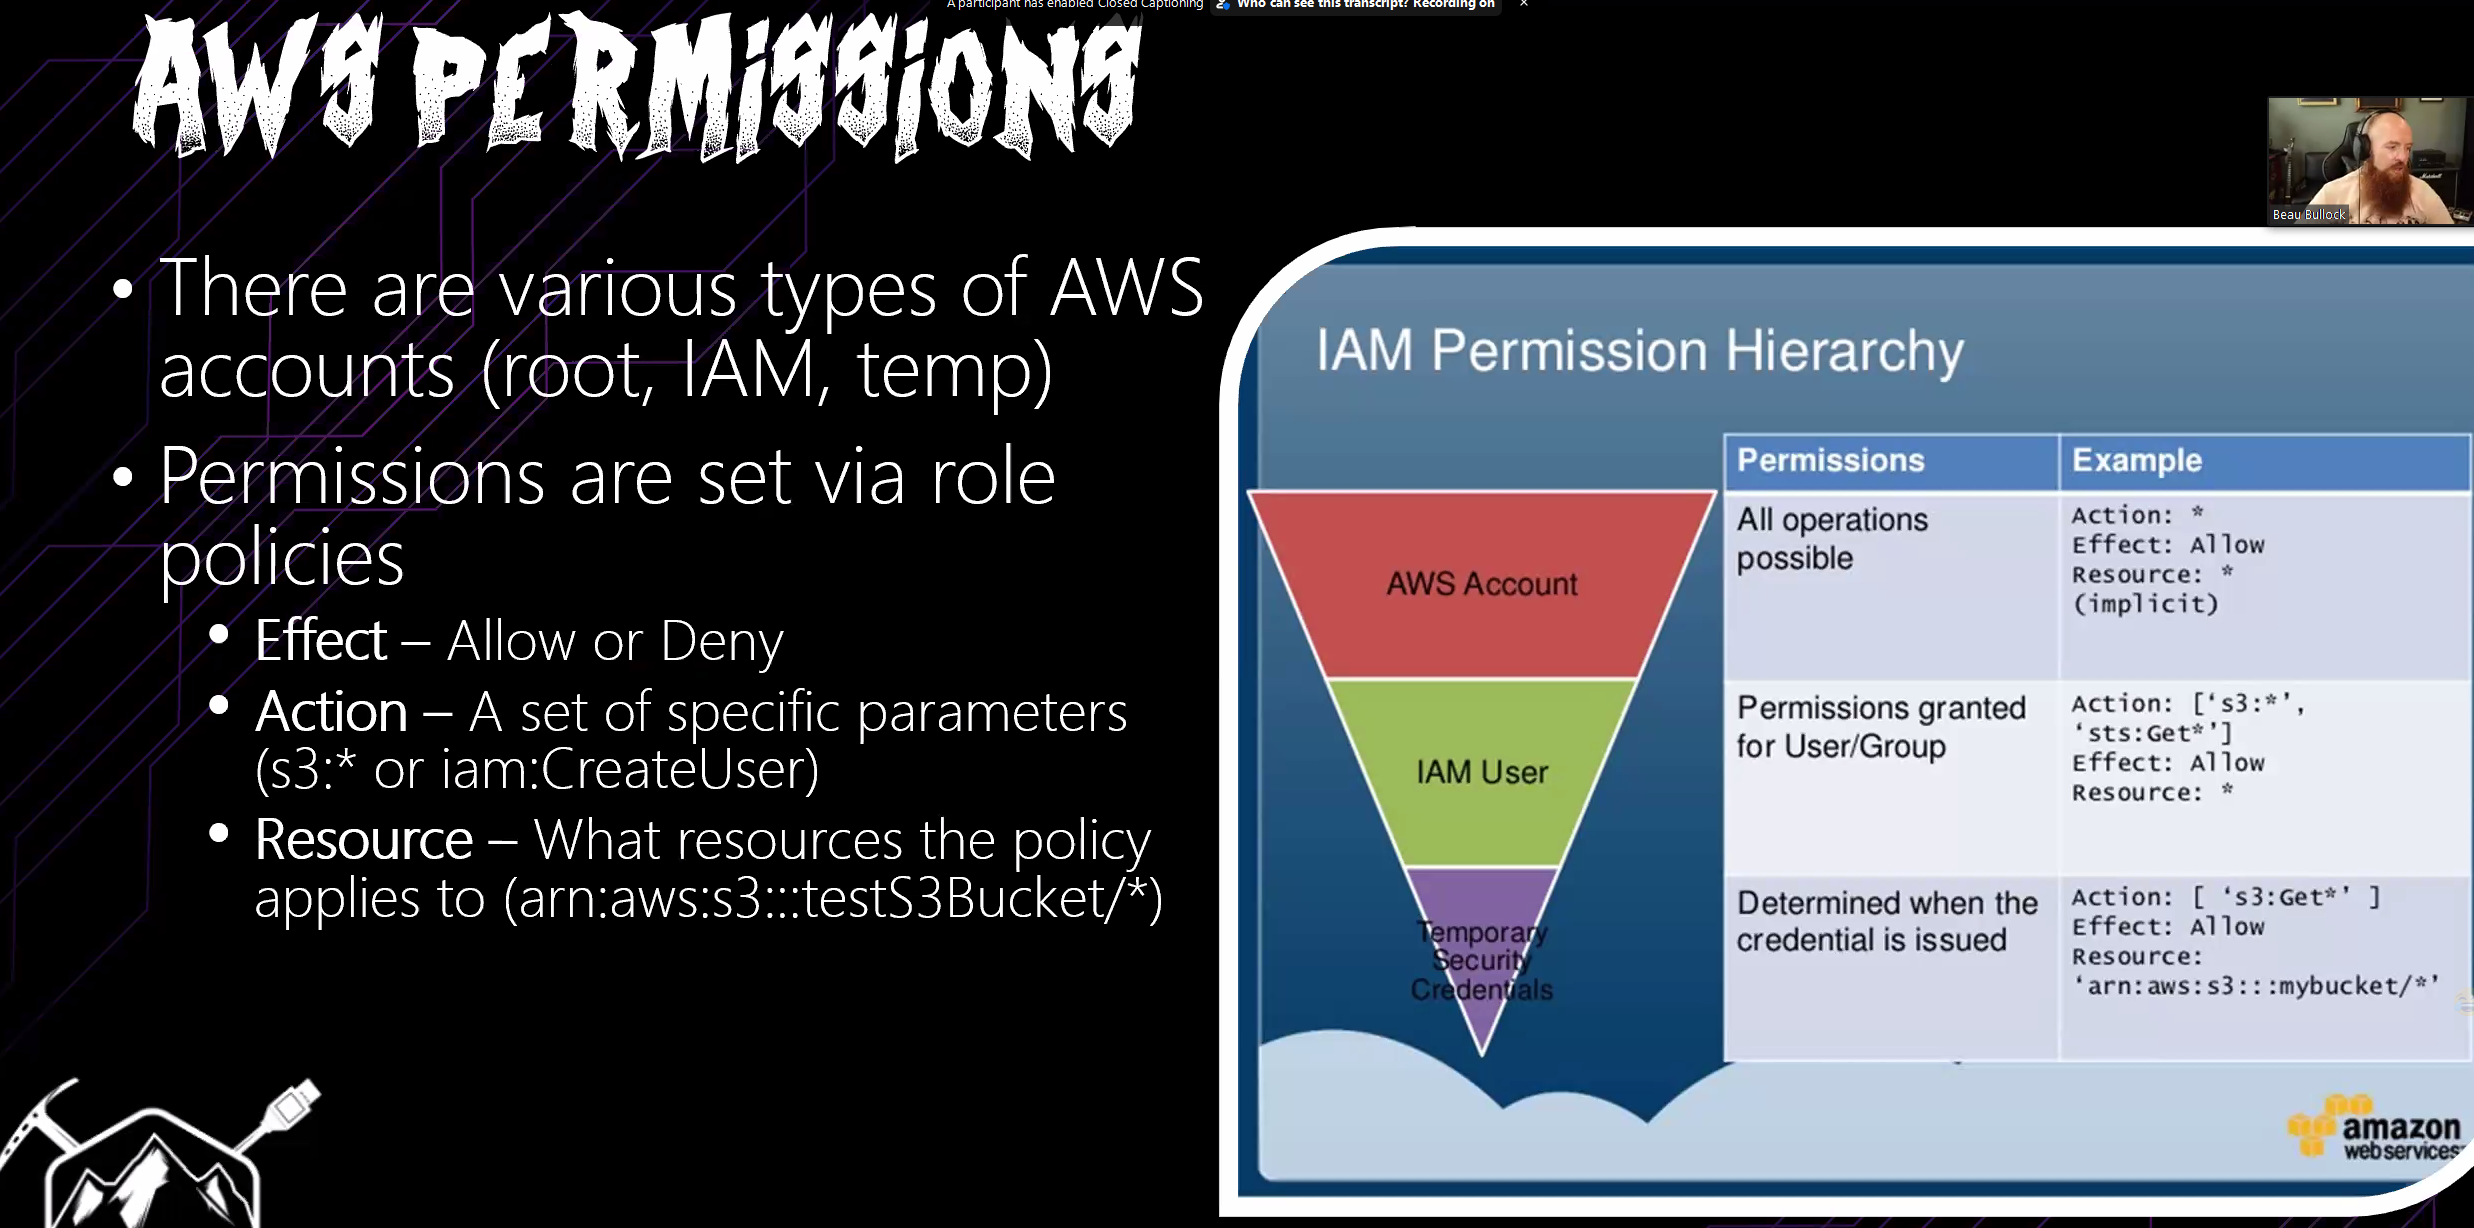 A participant has enabled Closed Captioning
Who can see this transcript? Recording on
AWS PERMISSIONS
Beau Bullock
• There are various types of AWS
accounts (root, IAM, temp)
• Permissions are set via role
policies
• Effect – Allow or Deny
• Action – A set of specific parameters
(s3:* or iam:CreateUser)
• Resource – What resources the policy
applies to (arn:aws:s3:::testS3Bucket/*)
IAM Permission Hierarchy
AWS Account
IAM User
Temporary
Security
Credentials
Permissions
Example
All operations
possible
Action: *
Effect: Allow
Resource: *
(implicit)
Permissions granted
for User/Group
Action: [‘s3:*’,
‘sts:Get*’]
Effect: Allow
Resource: *
Determined when the
credential is issued
Action: [ ‘s3:Get*’ ]
Effect: Allow
Resource:
‘arn:aws:s3:::mybucket/*’
amazon
webservices